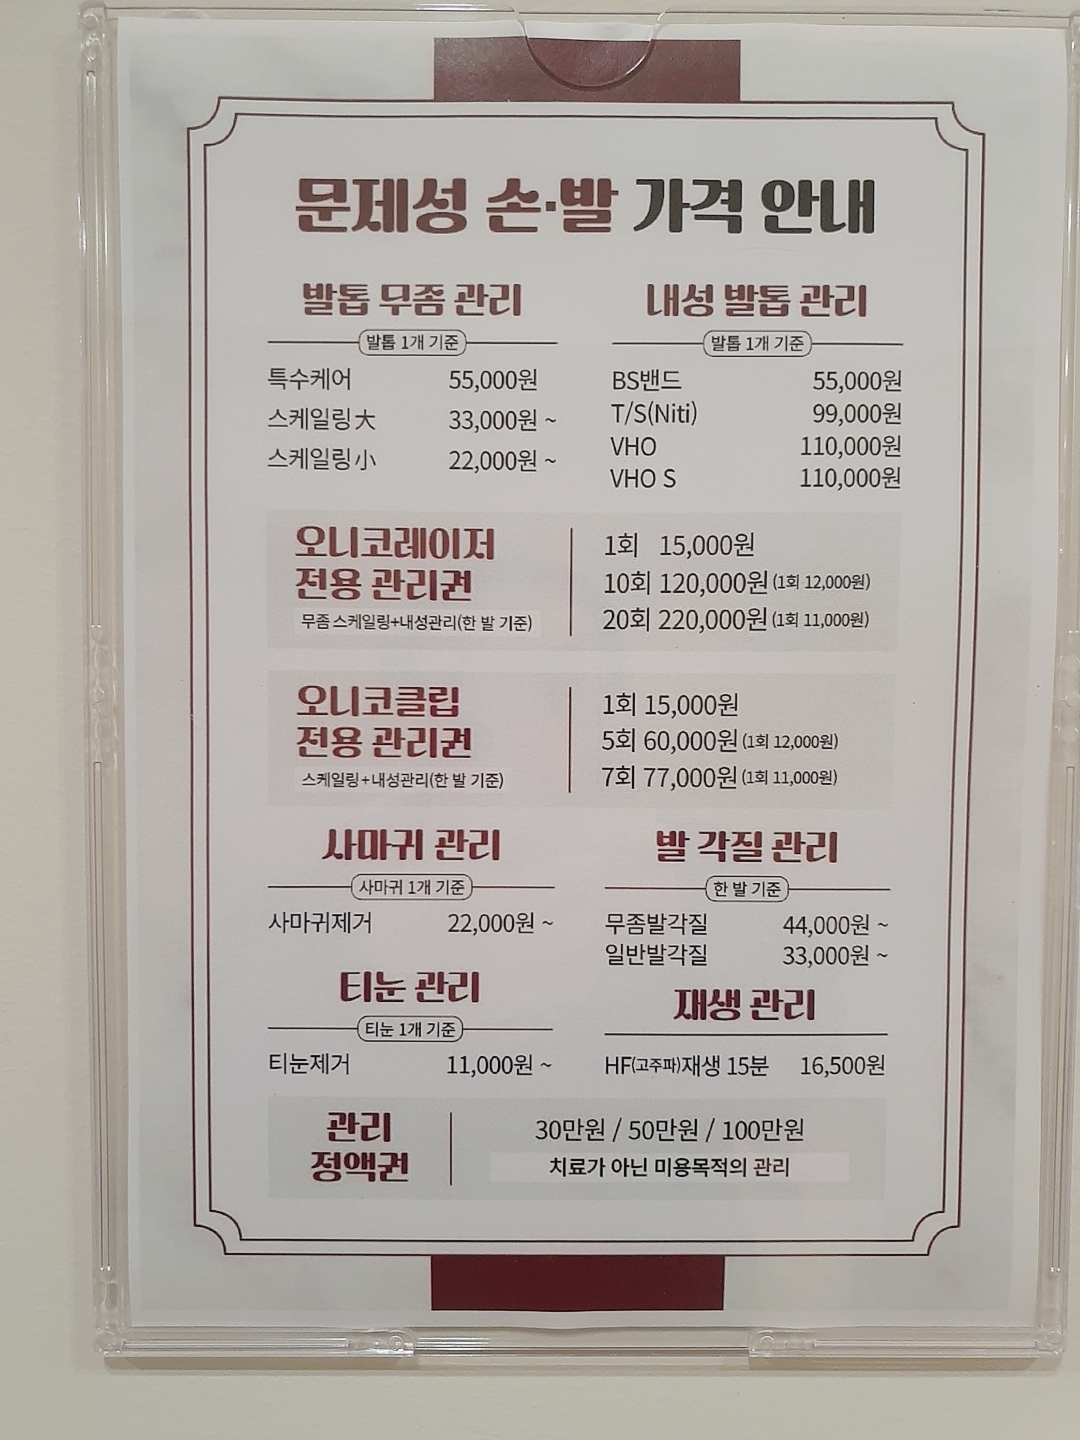 문제성 손·발 가격 안내
발톱 무좀 관리
발톱 1개 기준
특수케어 55,000원
스케일링大 33,000원 ~
스케일링小 22,000원 ~
내성 발톱 관리
발톱 1개 기준
BS밴드 55,000원
T/S(Niti) 99,000원
VHO 110,000원
VHO S 110,000원
오니코레이저
전용 관리권
무좀스케일링+내성관리(한 발 기준)
1회 15,000원
10회 120,000원(1회 12,000원)
20회 220,000원(1회 11,000원)
오니코클립
전용 관리권
스케일링+내성관리(한 발 기준)
1회 15,000원
5회 60,000원(1회 12,000원)
7회 77,000원(1회 11,000원)
사마귀 관리
사마귀 1개 기준
사마귀제거 22,000원 ~
발 각질 관리
한 발 기준
무좀발각질 44,000원 ~
일반발각질 33,000원 ~
티눈 관리
티눈 1개 기준
티눈제거 11,000원 ~
재생 관리
HF(고주파)재생 15분 16,500원
관리
정액권
30만원 / 50만원 / 100만원
치료가 아닌 미용목적의 관리